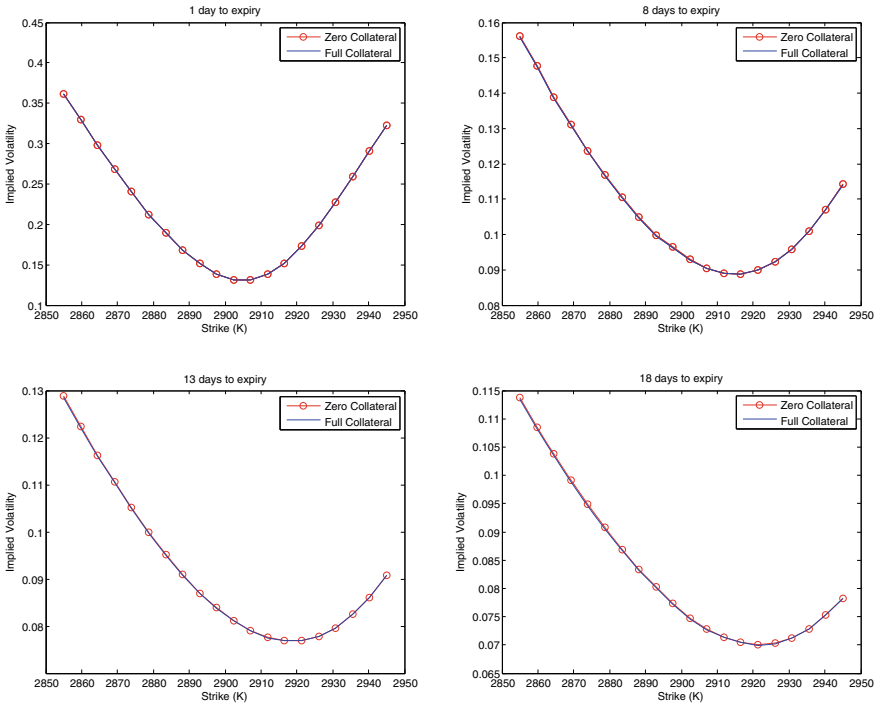 1 day to expiry
0.45
0.4
0.35
0.3
0.25
0.2
0.15
0.1
Implied Volatility
Zero Collateral
Full Collateral
2850 2860 2870 2880 2890 2900 2910 2920 2930 2940 2950
Strike (K)
8 days to expiry
0.16
0.15
0.14
0.13
0.12
0.11
0.1
0.09
0.08
Implied Volatility
Zero Collateral
Full Collateral
2850 2860 2870 2880 2890 2900 2910 2920 2930 2940 2950
Strike (K)
13 days to expiry
0.13
0.12
0.11
0.1
0.09
0.08
Implied Volatility
Zero Collateral
Full Collateral
2850 2860 2870 2880 2890 2900 2910 2920 2930 2940 2950
Strike (K)
18 days to expiry
0.115
0.11
0.105
0.1
0.095
0.09
0.085
0.08
0.075
0.07
0.065
Implied Volatility
Zero Collateral
Full Collateral
2850 2860 2870 2880 2890 2900 2910 2920 2930 2940 2950
Strike (K)